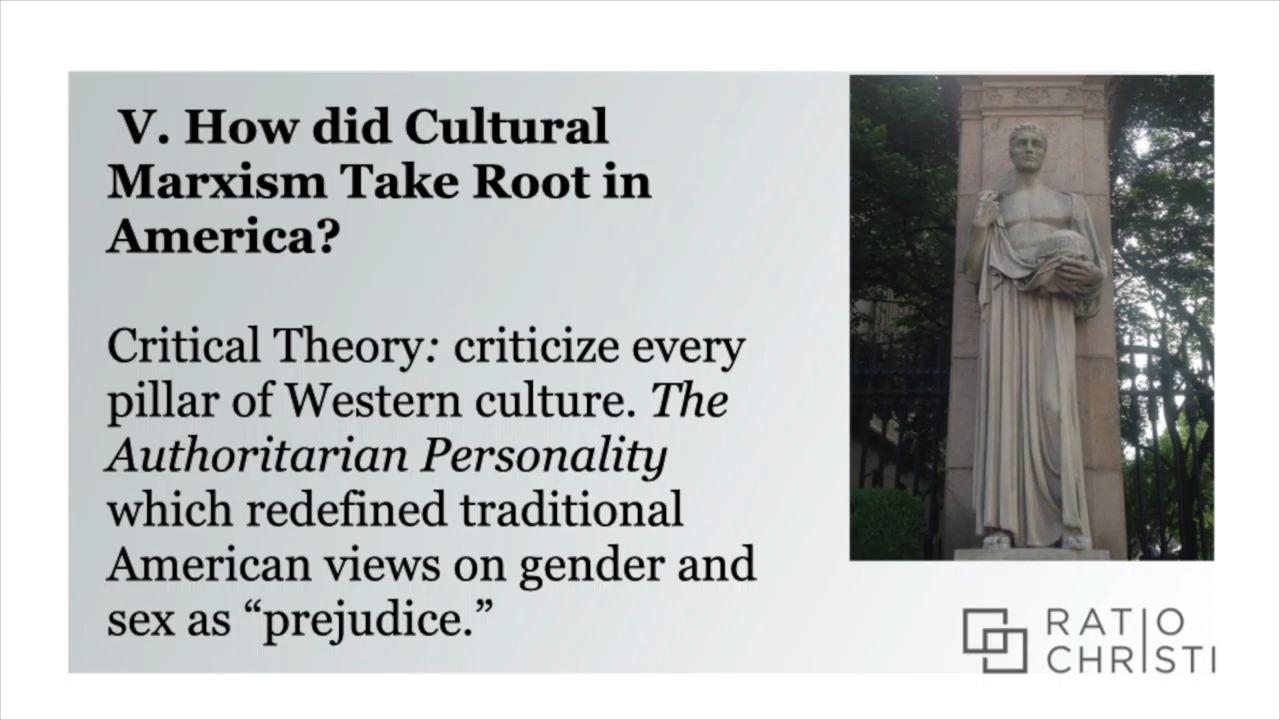 V. How did Cultural
Marxism Take Root in
America?
Critical Theory: criticize every
pillar of Western culture. The
Authoritarian Personality
which redefined traditional
American views on gender and
sex as “prejudice.”
RATIO
CHRISTI